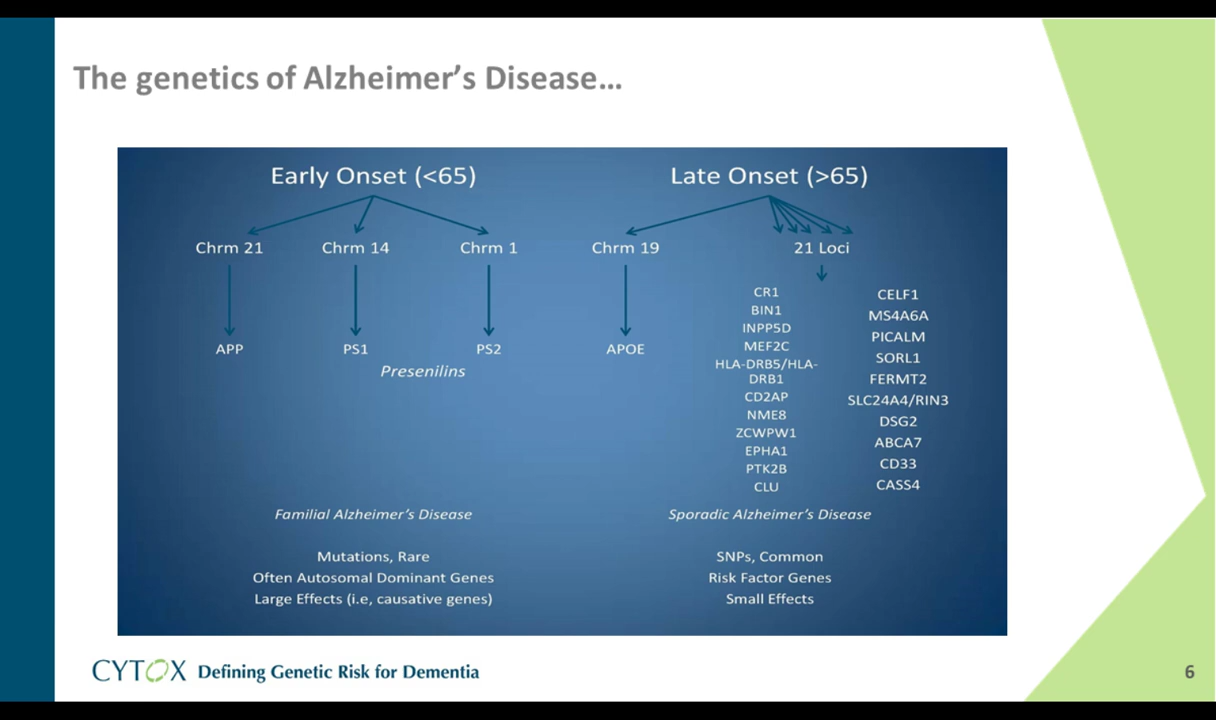 The genetics of Alzheimer's Disease...
Early Onset (<65)
Late Onset (>65)
Chrm 21
Chrm 14
Chrm 1
Chrm 19
21 Loci
APP
PS1
PS2
Presenilins
APOE
CR1
BIN1
INPP5D
MEF2C
HLA-DRB5/HLA-
DRB1
CD2AP
NME8
ZCWPW1
EPHA1
PTK2B
CLU
CELF1
MS4A6A
PICALM
SORL1
FERMT2
SLC24A4/RIN3
DSG2
ABCA7
CD33
CASS4
Familial Alzheimer's Disease
Mutations, Rare
Often Autosomal Dominant Genes
Large Effects (i.e, causative genes)
Sporadic Alzheimer's Disease
SNPs, Common
Risk Factor Genes
Small Effects
CYTOX Defining Genetic Risk for Dementia
6